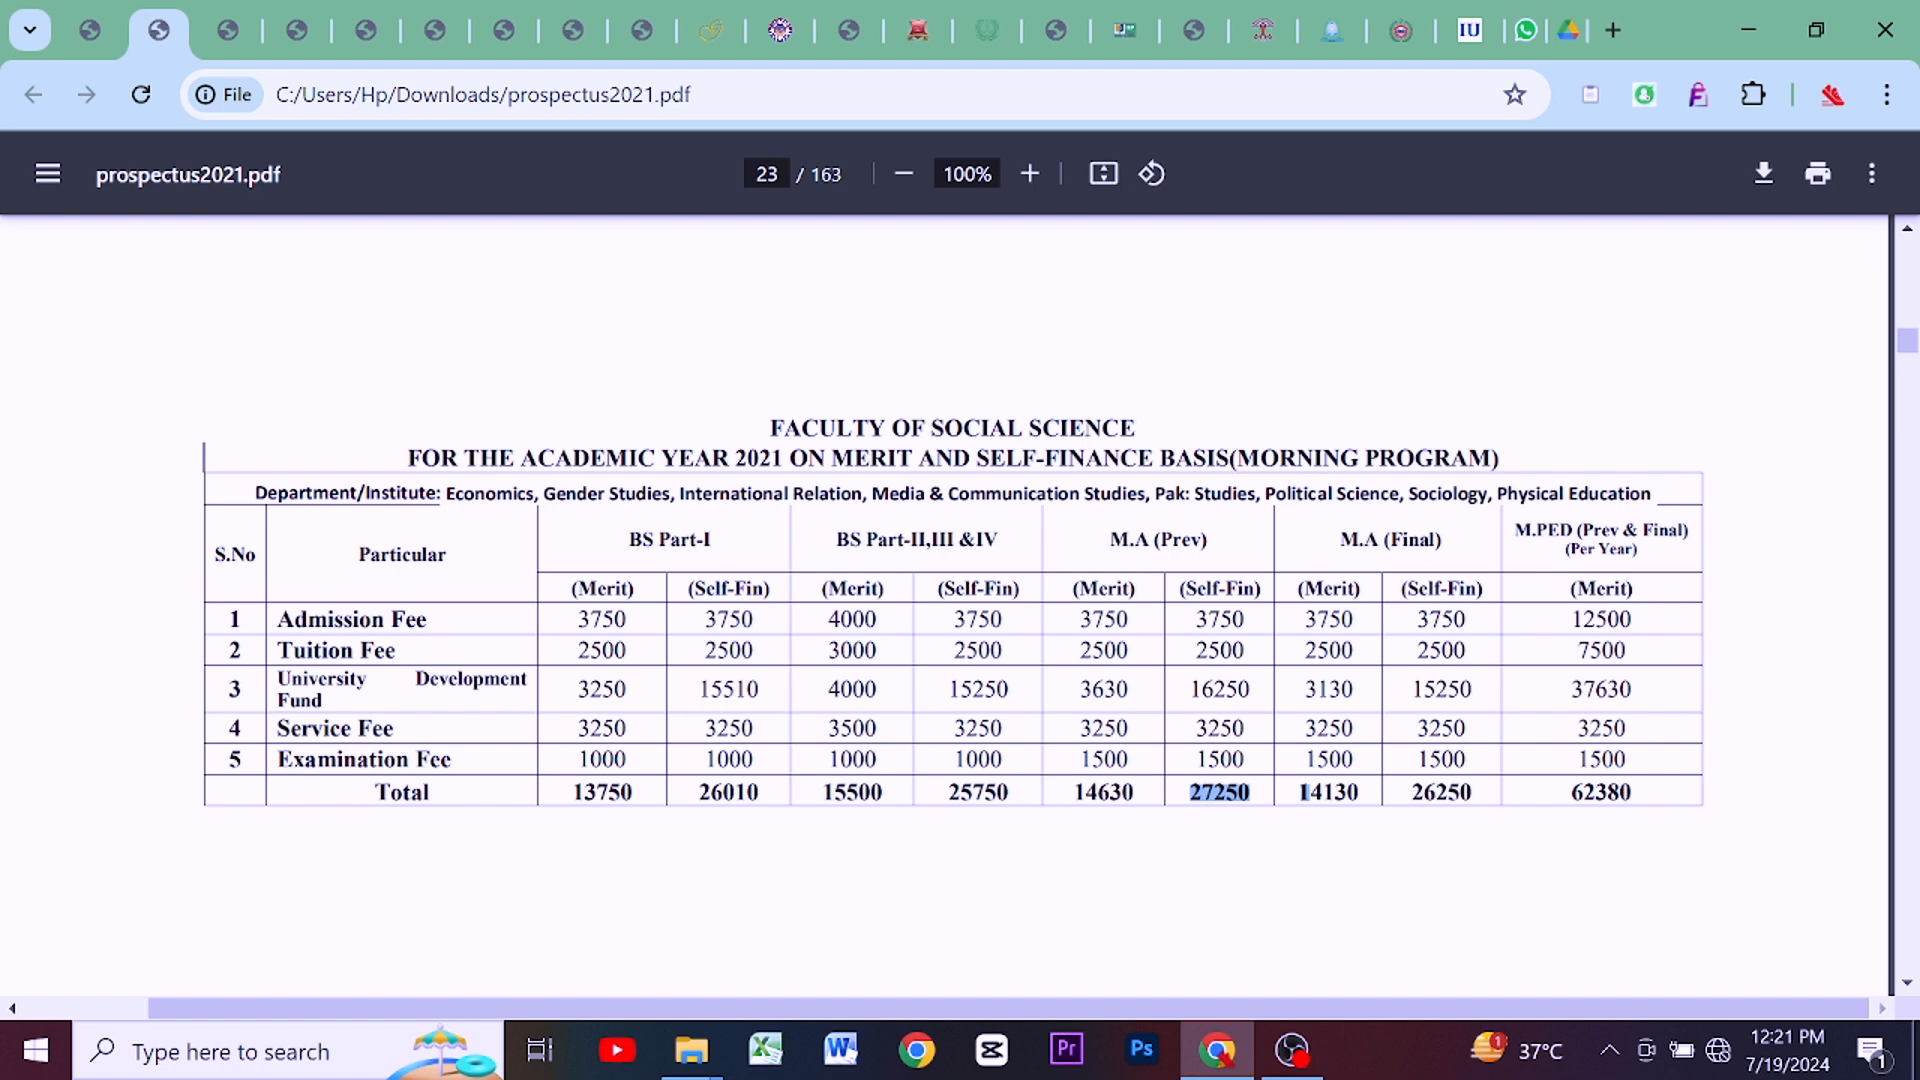 IU
File
C:/Users/Hp/Downloads/prospectus2021.pdf
prospectus2021.pdf
23 / 163
100%
FACULTY OF SOCIAL SCIENCE
FOR THE ACADEMIC YEAR 2021 ON MERIT AND SELF-FINANCE BASIS(MORNING PROGRAM)
Department/Institute: Economics, Gender Studies, International Relation, Media & Communication Studies, Pak: Studies, Political Science, Sociology, Physical Education
S.No Particular BS Part-I BS Part-II,III &IV M.A (Prev) M.A (Final) M.PED (Prev & Final) (Per Year)
(Merit) (Self-Fin) (Merit) (Self-Fin) (Merit) (Self-Fin) (Merit) (Self-Fin) (Merit)
1 Admission Fee 3750 3750 4000 3750 3750 3750 3750 3750 12500
2 Tuition Fee 2500 2500 3000 2500 2500 2500 2500 2500 7500
3 University Development Fund 3250 15510 4000 15250 3630 16250 3130 15250 37630
4 Service Fee 3250 3250 3500 3250 3250 3250 3250 3250 3250
5 Examination Fee 1000 1000 1000 1000 1500 1500 1500 1500 1500
Total 13750 26010 15500 25750 14630 27250 14130 26250 62380
Type here to search
Pr
Ps
1
37°C
12:21 PM
7/19/2024
1